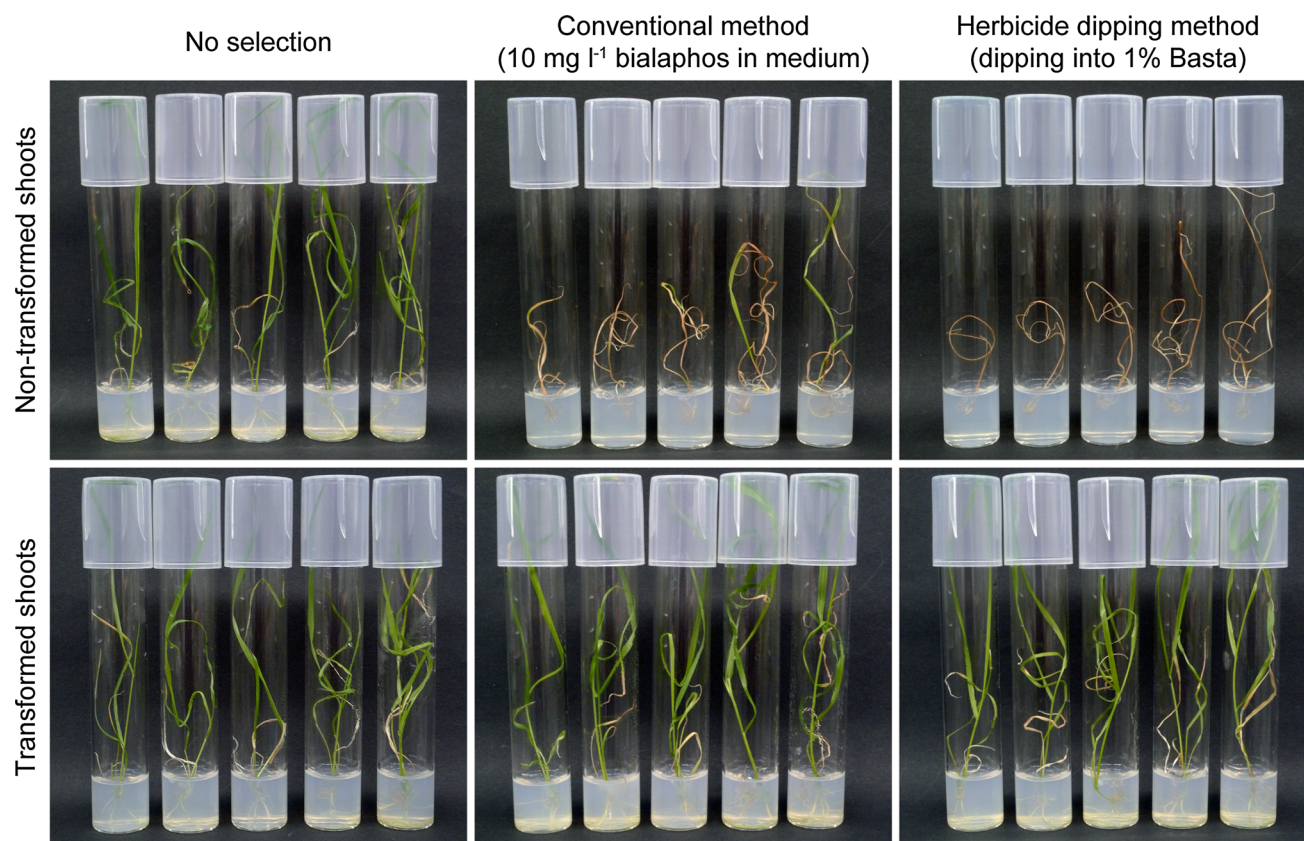 No selection
Conventional method
(10 mg l⁻¹ bialaphos in medium)
Herbicide dipping method
(dipping into 1% Basta)
Non-transformed shoots
Transformed shoots